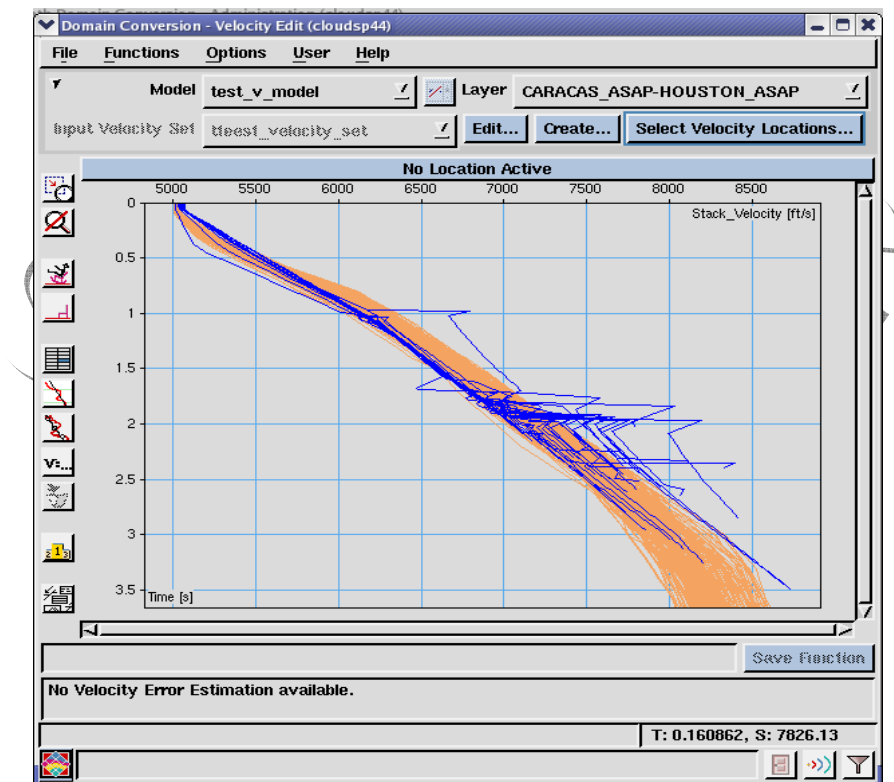 Domain Conversion - Velocity Edit (cloudsp44)
File Functions Options User Help
Model test_v_model Layer CARACAS_ASAP-HOUSTON_ASAP
Input Velocity Set Edit... Create... Select Velocity Locations...
No Location Active
5000 5500 6000 6500 7000 7500 8000 8500
Stack_Velocity [ft/s]
0
0.5
1
1.5
2
2.5
3
3.5
Time [s]
V=...
1
Save Function
No Velocity Error Estimation available.
T: 0.160862, S: 7826.13